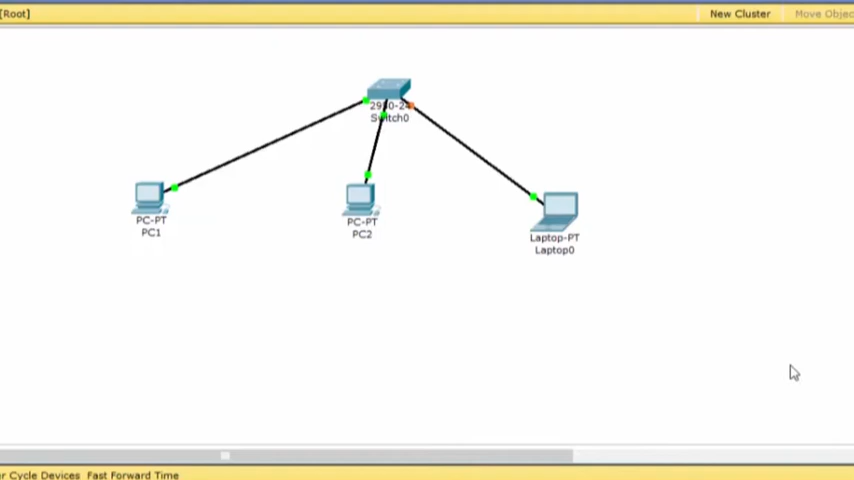 [Root]
New Cluster
Move Objec
Switch0
PC-PT
PC1
PC-PT
PC2
Laptop-PT
Laptop0
r Cycle Devices Fast Forward Time